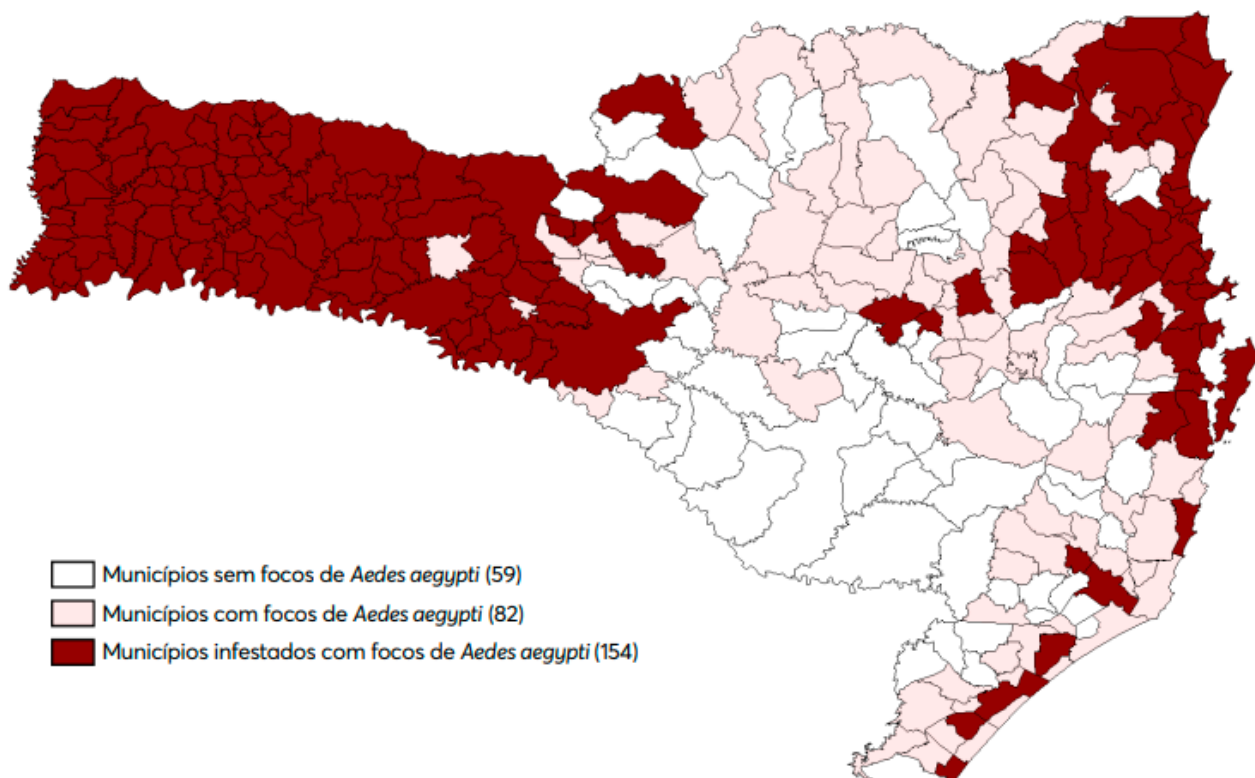 Municípios sem focos de Aedes aegypti (59)
Municípios com focos de Aedes aegypti (82)
Municípios infestados com focos de Aedes aegypti (154)